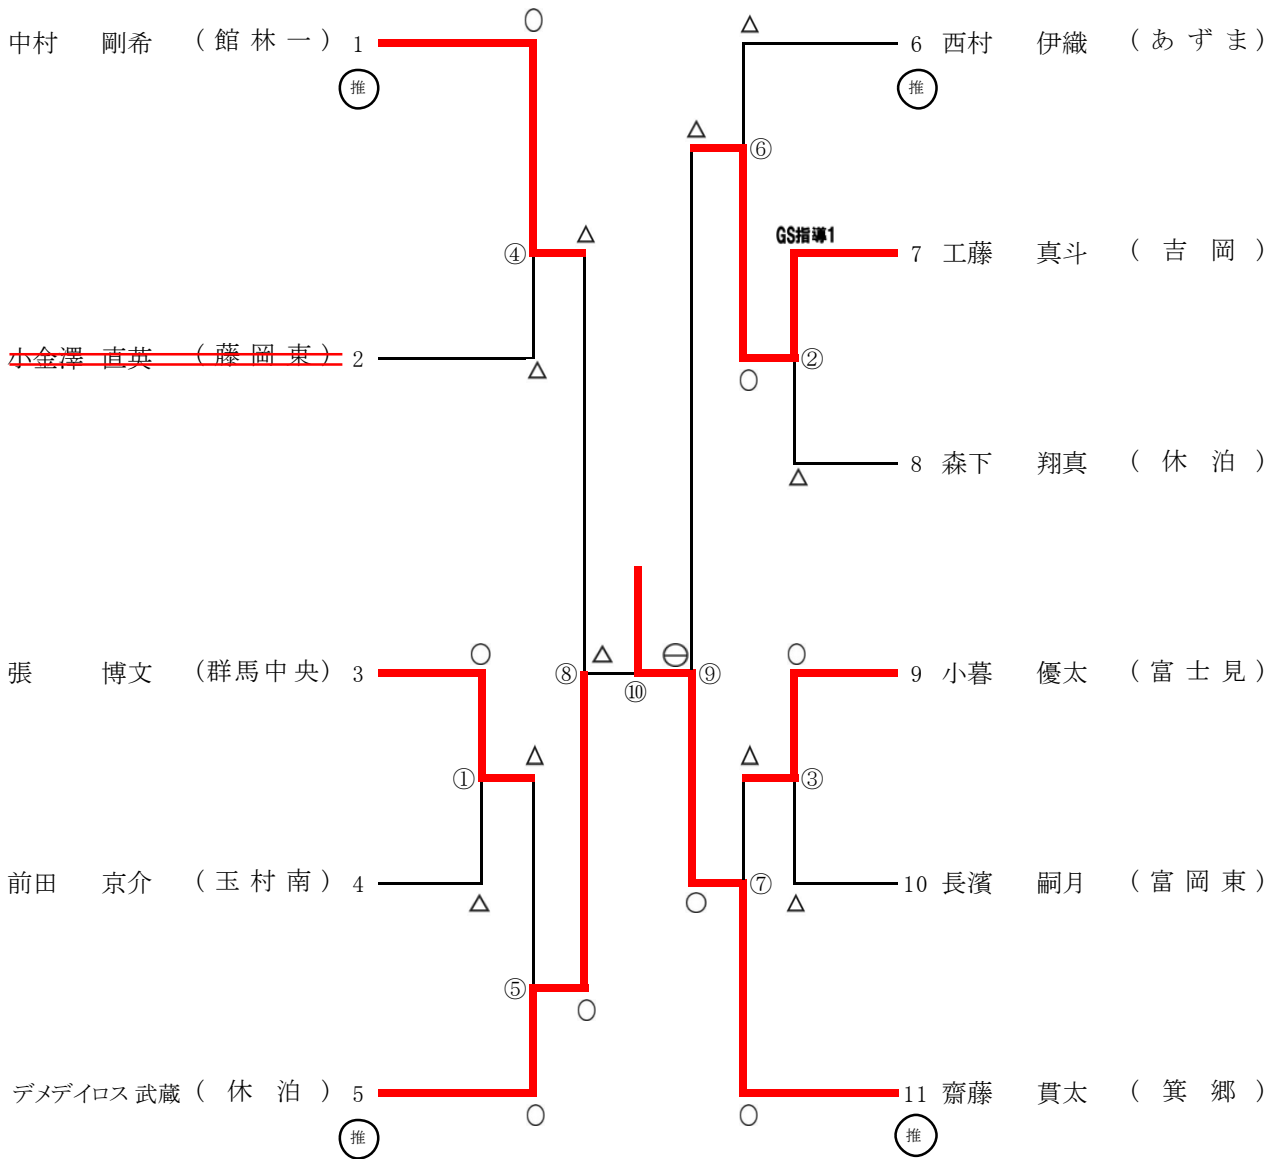 中村 剛希 (館林一) 1
推
小金澤 直英 (藤岡東) 2
張 博文 (群馬中央) 3
前田 京介 (玉村南) 4
デメデイロス 武蔵 (休泊) 5
推
④
①
⑤
⑧
⑩
⑨
⑥
GS指導1
②
③
⑦
6 西村 伊織 (あずま)
推
7 工藤 真斗 (吉岡)
8 森下 翔真 (休泊)
9 小暮 優太 (富士見)
10 長濱 嗣月 (富岡東)
11 齋藤 貫太 (箕郷)
推